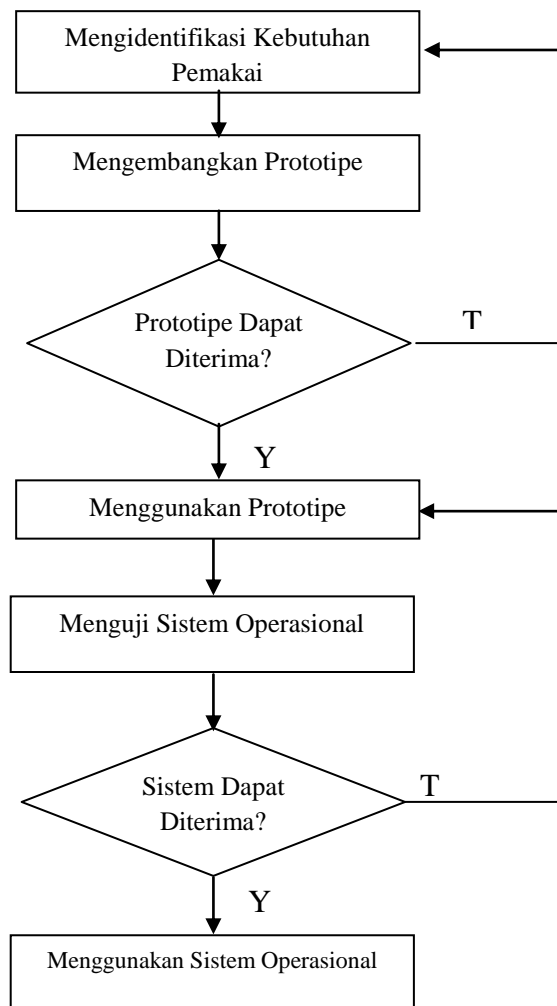 Mengidentifikasi Kebutuhan
Pemakai
Mengembangkan Prototipe
Prototipe Dapat
Diterima?
T
Y
Menggunakan Prototipe
Menguji Sistem Operasional
Sistem Dapat
Diterima?
T
Y
Menggunakan Sistem Operasional